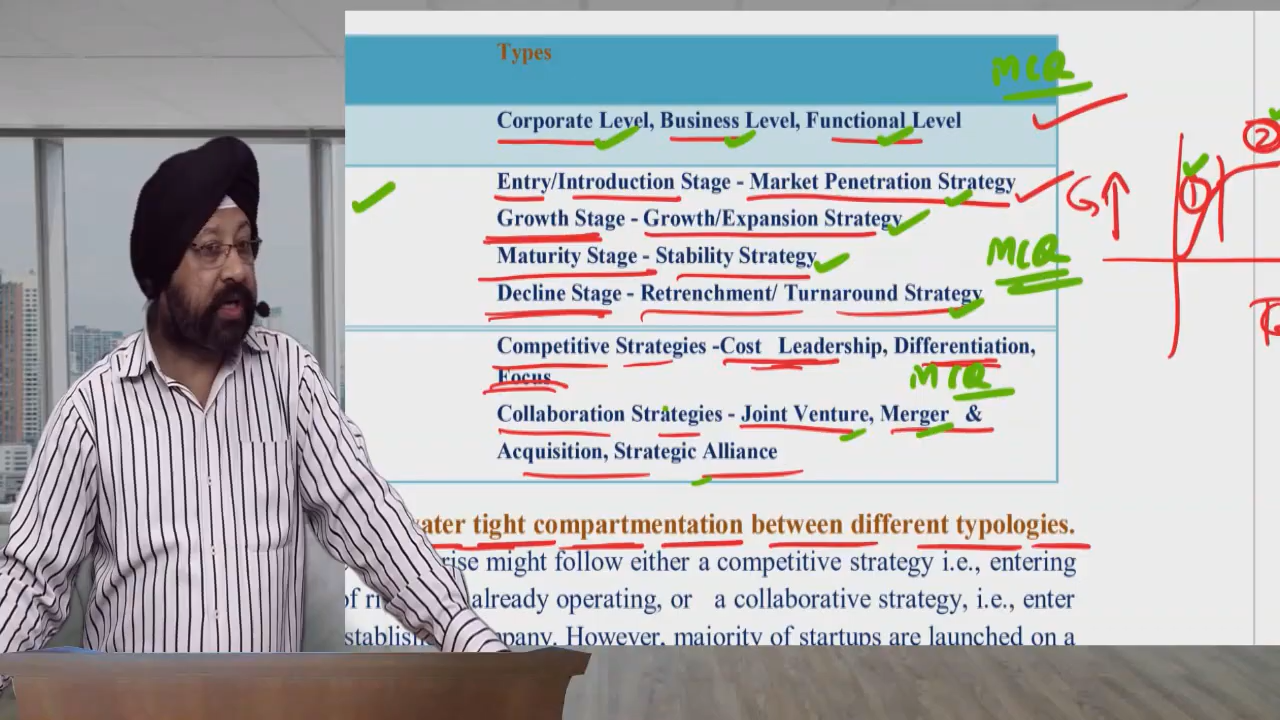 Types
MCQ
Corporate Level, Business Level, Functional Level
Entry/Introduction Stage - Market Penetration Strategy
1
2
Growth Stage - Growth/Expansion Strategy
Maturity Stage - Stability Strategy
MCQ
Decline Stage - Retrenchment/ Turnaround Strategy
Competitive Strategies -Cost Leadership, Differentiation,
Focus
MCQ
Collaboration Strategies - Joint Venture, Merger &
Acquisition, Strategic Alliance
tight compartmentation between different typologies.
might follow either a competitive strategy i.e., entering
already operating, or a collaborative strategy, i.e., enter
However, majority of startups are launched on a